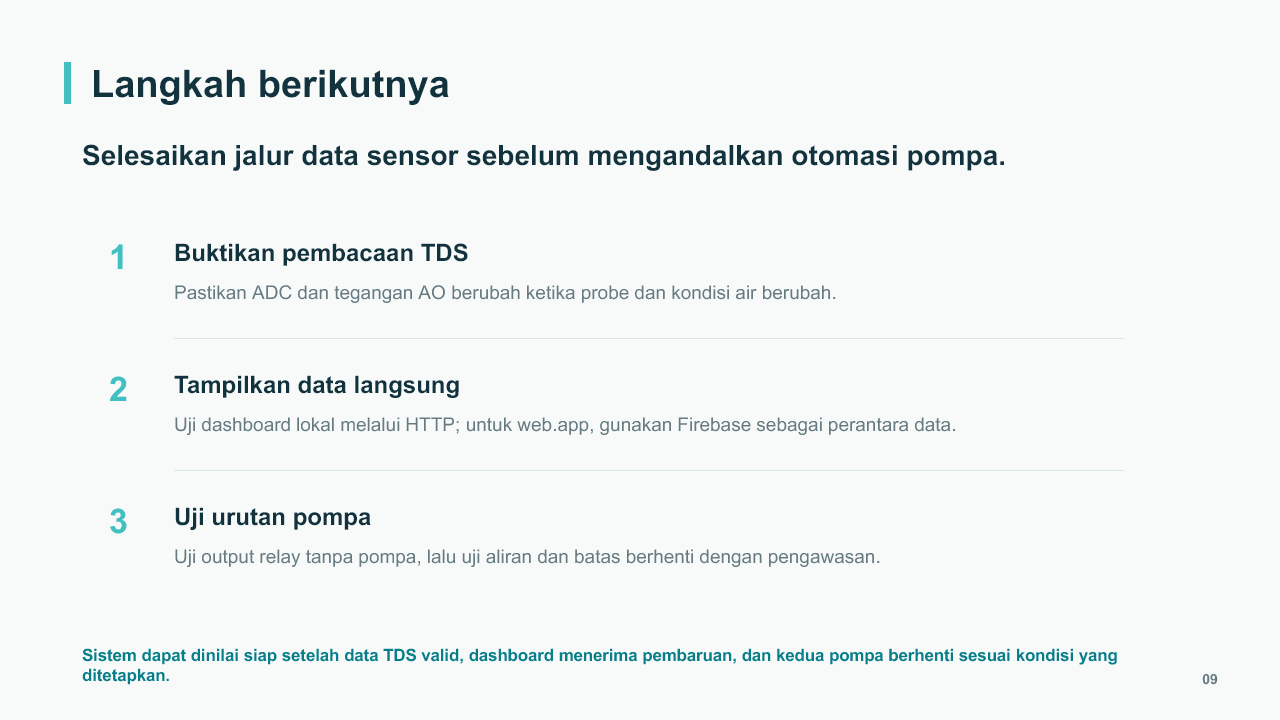 Langkah berikutnya
Selesaikan jalur data sensor sebelum mengandalkan otomasi pompa.
1
Buktikan pembacaan TDS
Pastikan ADC dan tegangan AO berubah ketika probe dan kondisi air berubah.
2
Tampilkan data langsung
Uji dashboard lokal melalui HTTP; untuk web.app, gunakan Firebase sebagai perantara data.
3
Uji urutan pompa
Uji output relay tanpa pompa, lalu uji aliran dan batas berhenti dengan pengawasan.
Sistem dapat dinilai siap setelah data TDS valid, dashboard menerima pembaruan, dan kedua pompa berhenti sesuai kondisi yang
ditetapkan.
09